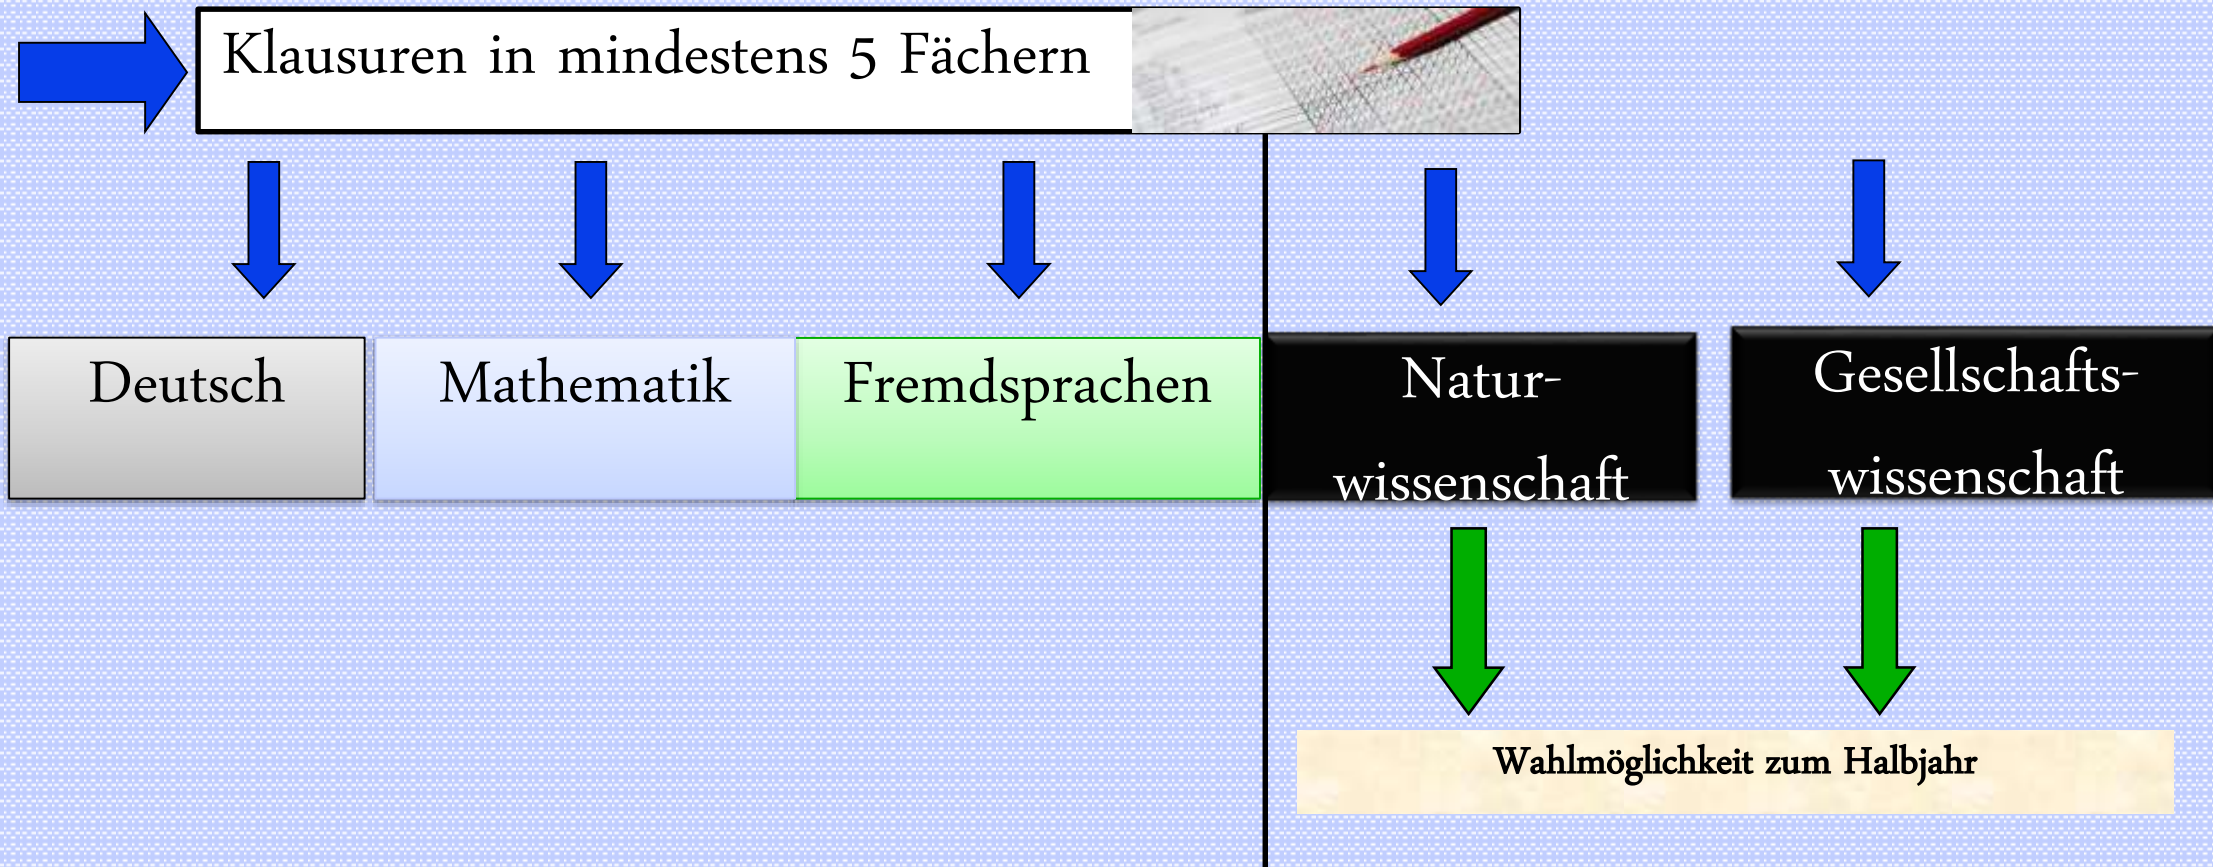 Klausuren in mindestens 5 Fächern
Deutsch
Mathematik
Fremdsprachen
Natur-
wissenschaft
Gesellschafts-
wissenschaft
Wahlmöglichkeit zum Halbjahr